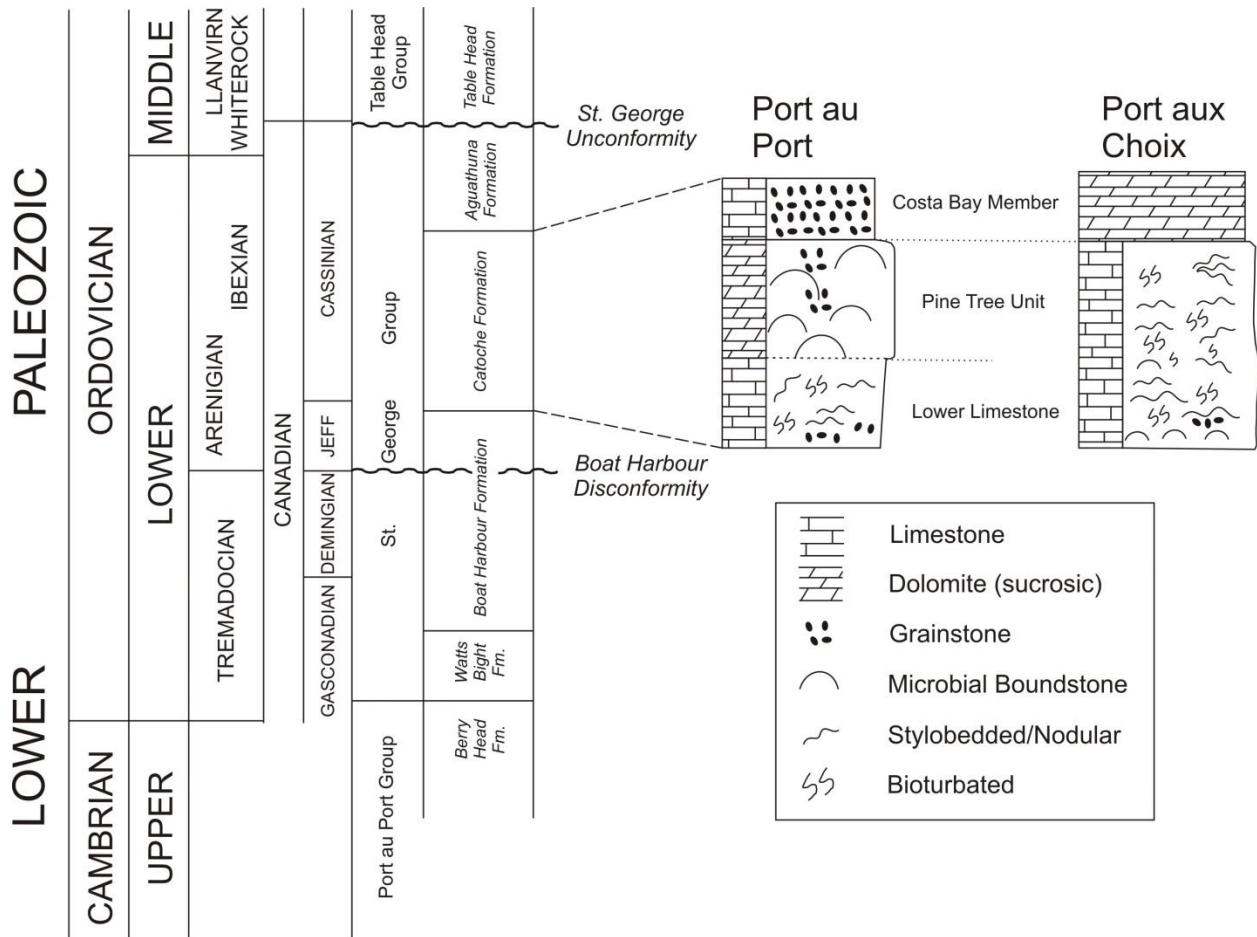 LOWER PALEOZOIC
CAMBRIAN
ORDOVICIAN
UPPER
LOWER
MIDDLE
TREMADOCIAN
ARENIGIAN
IBEXIAN
LLANVIRN
WHITEROCK
CANADIAN
GASCONADIAN
DEMINGIAN
JEFF
CASSINIAN
Port au Port Group
St. George Group
Table Head
Group
Berry
Head
Fm.
Watts
Bight
Fm.
Boat Harbour Formation
Catoche Formation
Aguathuna
Formation
Table Head
Formation
St. George
Unconformity
Boat Harbour
Disconformity
Port au
Port
Port aux
Choix
Costa Bay Member
Pine Tree Unit
Lower Limestone
Limestone
Dolomite (sucrosic)
Grainstone
Microbial Boundstone
Stylobedded/Nodular
Bioturbated